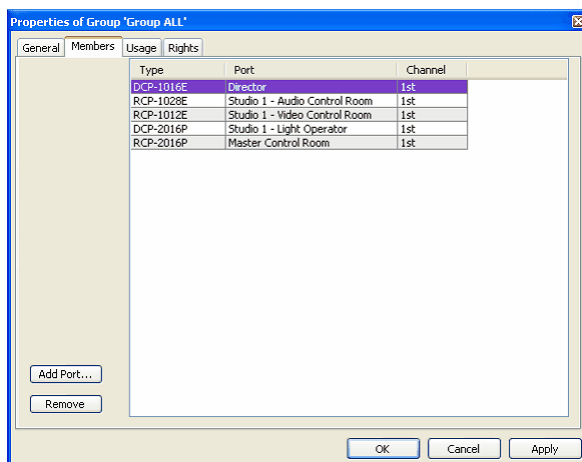 Properties of Group 'Group ALL'
General Members Usage Rights
Type Port Channel
DCP-1016E Director 1st
RCP-1028E Studio 1 - Audio Control Room 1st
RCP-1012E Studio 1 - Video Control Room 1st
DCP-2016P Studio 1 - Light Operator 1st
RCP-2016P Master Control Room 1st
Add Port...
Remove
OK Cancel Apply